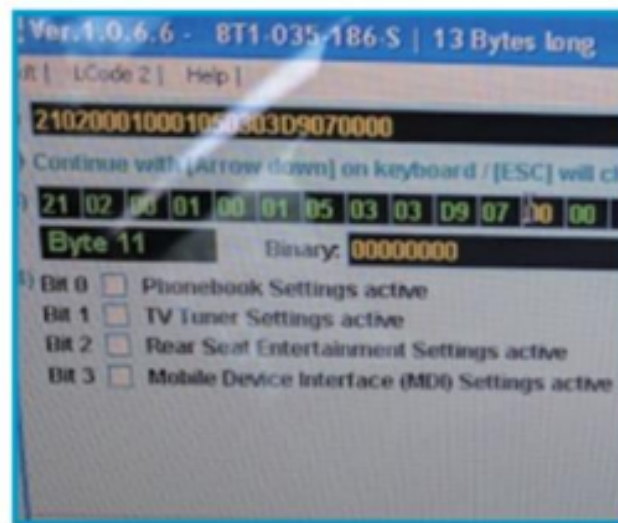 Ver.1.0.6.6 - 8T1-035-186-S | 13 Bytes long
LCode 2 | Help |
210200010001050303D9070000
Continue with [Arrow down] on keyboard / [ESC] will
21 02 00 01 00 01 05 03 03 D9 07 00 00
Byte 11 Binary: 00000000
Bit 0 Phonebook Settings active
Bit 1 TV Tuner Settings active
Bit 2 Rear Seat Entertainment Settings active
Bit 3 Mobile Device Interface (MDI) Settings active